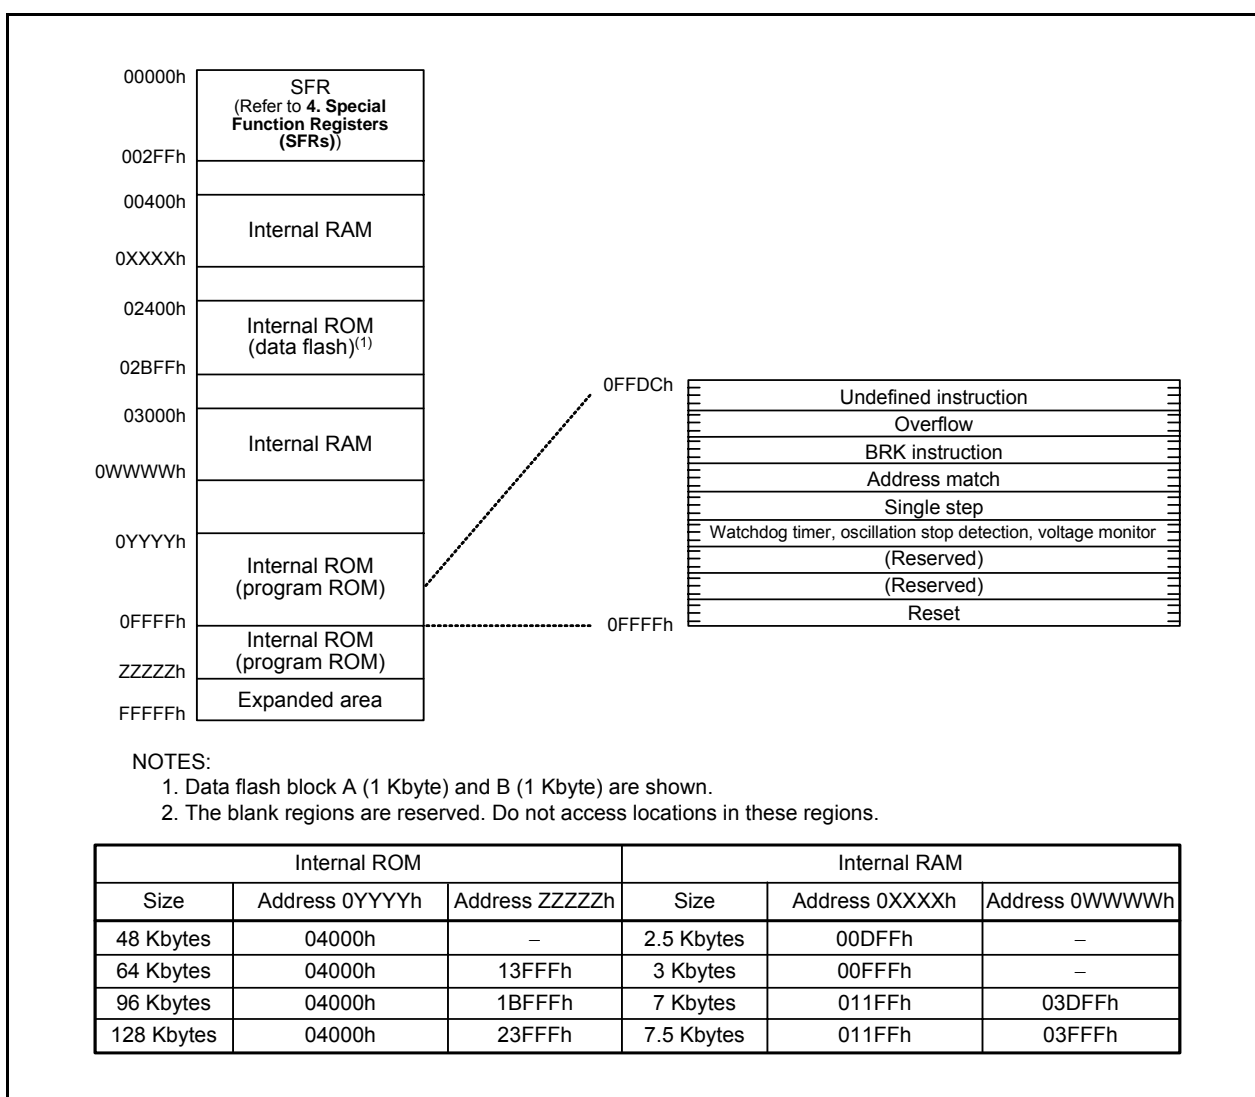 00000h
SFR
(Refer to 4. Special
Function Registers
(SFRs))
002FFh
00400h
Internal RAM
0XXXXh
02400h
Internal ROM
(data flash)(1)
02BFFh
03000h
Internal RAM
0WWWWh
0YYYYh
Internal ROM
(program ROM)
0FFFFh
Internal ROM
(program ROM)
ZZZZZh
Expanded area
FFFFFh
0FFDCh
Undefined instruction
Overflow
BRK instruction
Address match
Single step
Watchdog timer, oscillation stop detection, voltage monitor
(Reserved)
(Reserved)
Reset
0FFFFh
NOTES:
1. Data flash block A (1 Kbyte) and B (1 Kbyte) are shown.
2. The blank regions are reserved. Do not access locations in these regions.
Internal ROM Internal RAM
Size Address 0YYYYh Address ZZZZZh Size Address 0XXXXh Address 0WWWWh
48 Kbytes 04000h – 2.5 Kbytes 00DFFh –
64 Kbytes 04000h 13FFFh 3 Kbytes 00FFFh –
96 Kbytes 04000h 1BFFFh 7 Kbytes 011FFh 03DFFh
128 Kbytes 04000h 23FFFh 7.5 Kbytes 011FFh 03FFFh